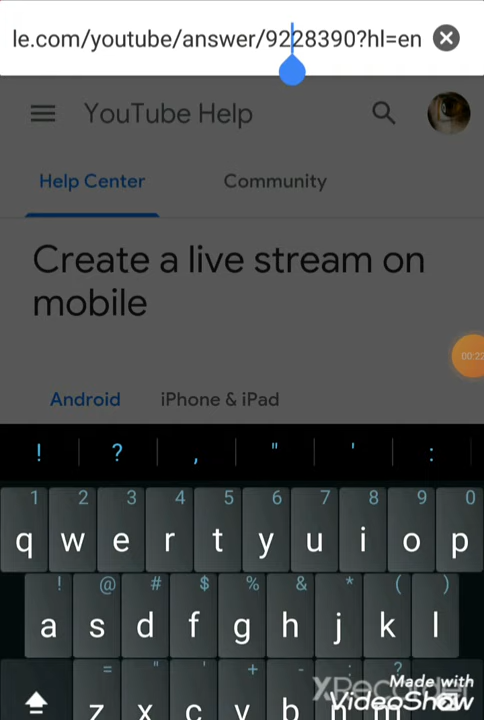 le.com/youtube/answer/9228390?hl=en
YouTube Help
Help Center Community
Create a live stream on
mobile
00:22
Android iPhone & iPad
! ? , " ' :
1 2 3 4 5 6 7 8 9 0
q w e r t y u i o p
! @ # $ % & * ( )
a s d f g h j k l
= " ' + - : ?
z x c v b n m
Made with
XRecorder
VideoShow